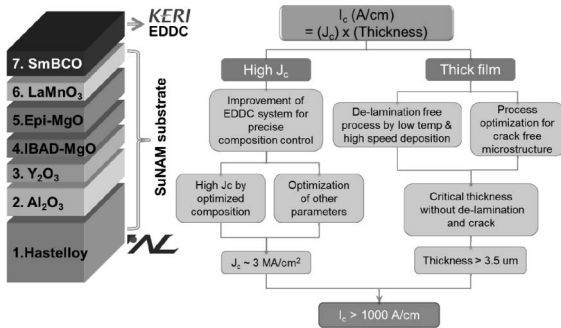 KERI
EDDC
7. SmBCO
6. LaMnO₃
5.Epi-MgO
4.IBAD-MgO
3. Y₂O₃
2. Al₂O₃
1.Hastelloy
SuNAM substrate
Ic (A/cm)
= (Jc) x (Thickness)
High Jc
Improvement of
EDDC system for
precise
composition control
High Jc by
optimized
composition
Optimization
of other
parameters
Jc ~ 3 MA/cm²
Thick film
De-lamination free
process by low temp &
high speed deposition
Process
optimization for
crack free
microstructure
Critical thickness
without de-lamination
and crack
Thickness > 3.5 um
Ic > 1000 A/cm